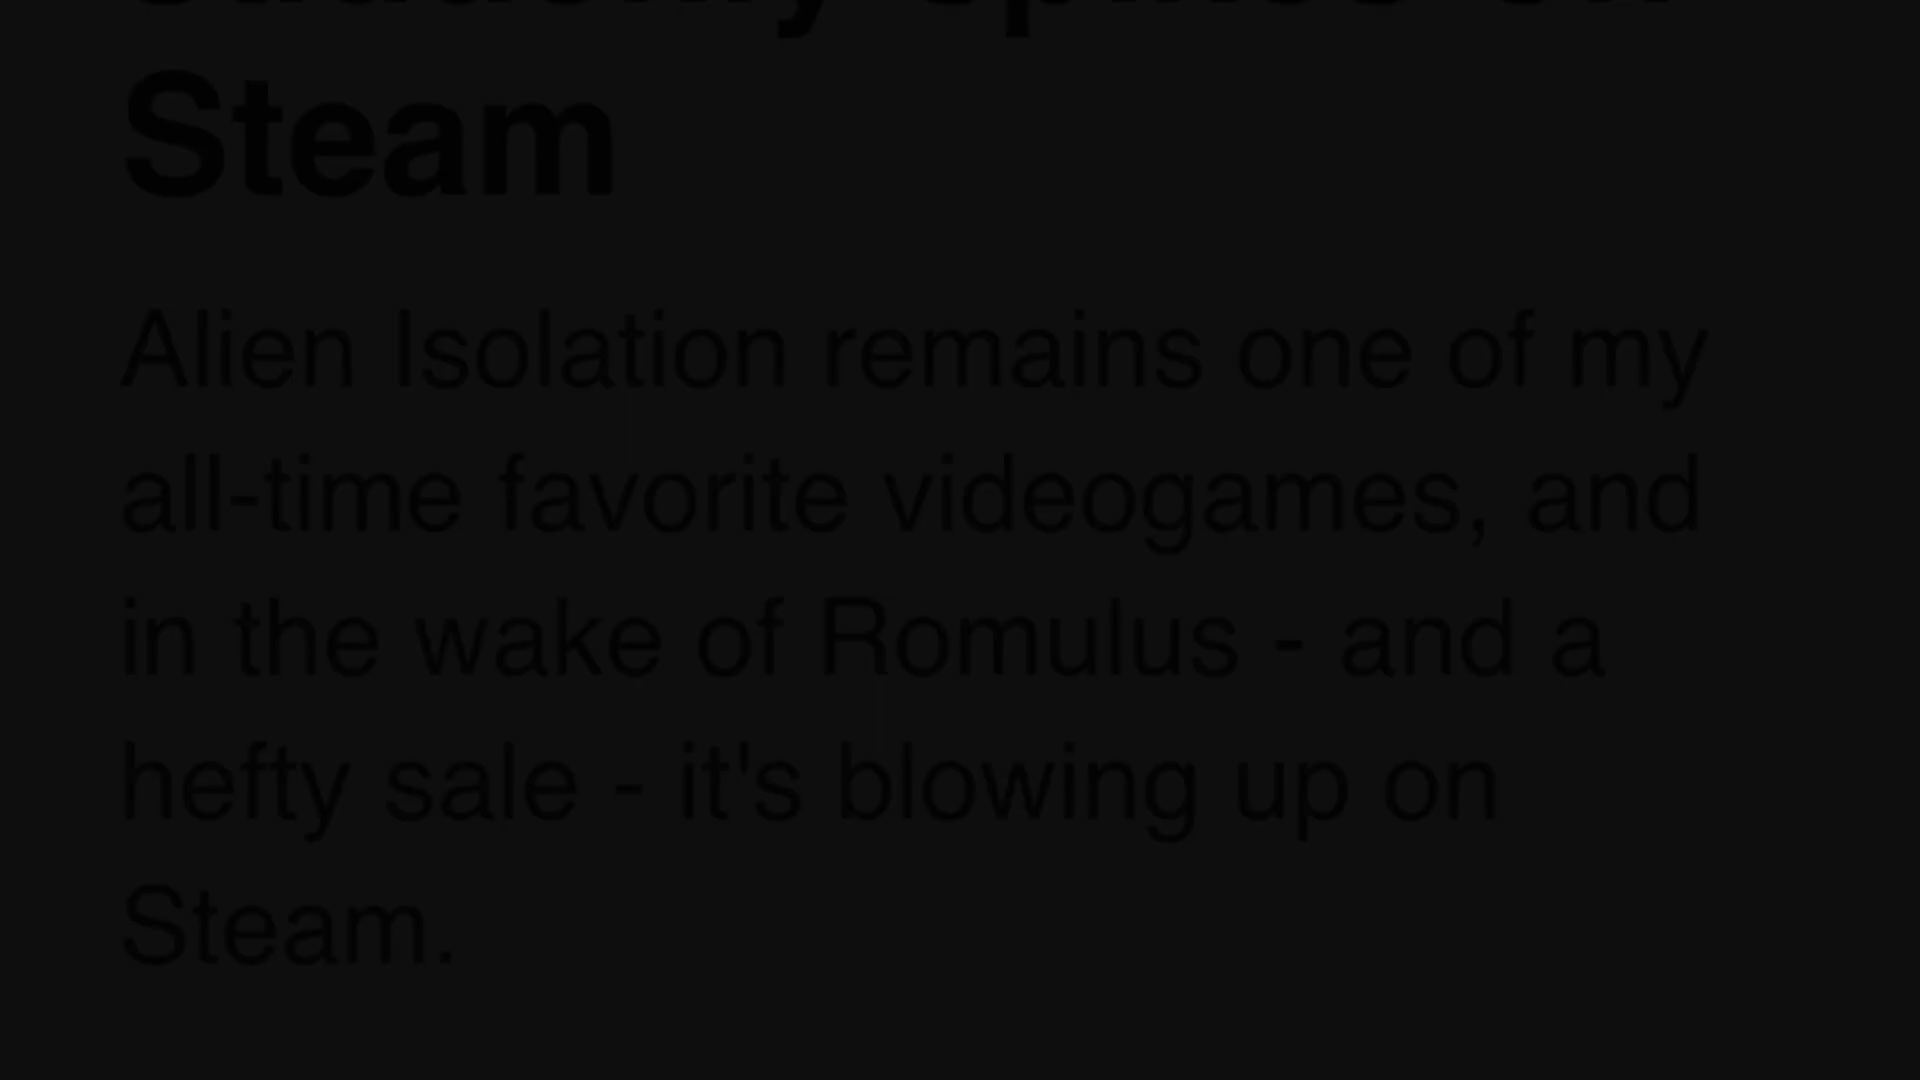 Steam
Alien Isolation remains one of my
all-time favorite videogames, and
in the wake of Romulus - and a
hefty sale - it's blowing up on
Steam.